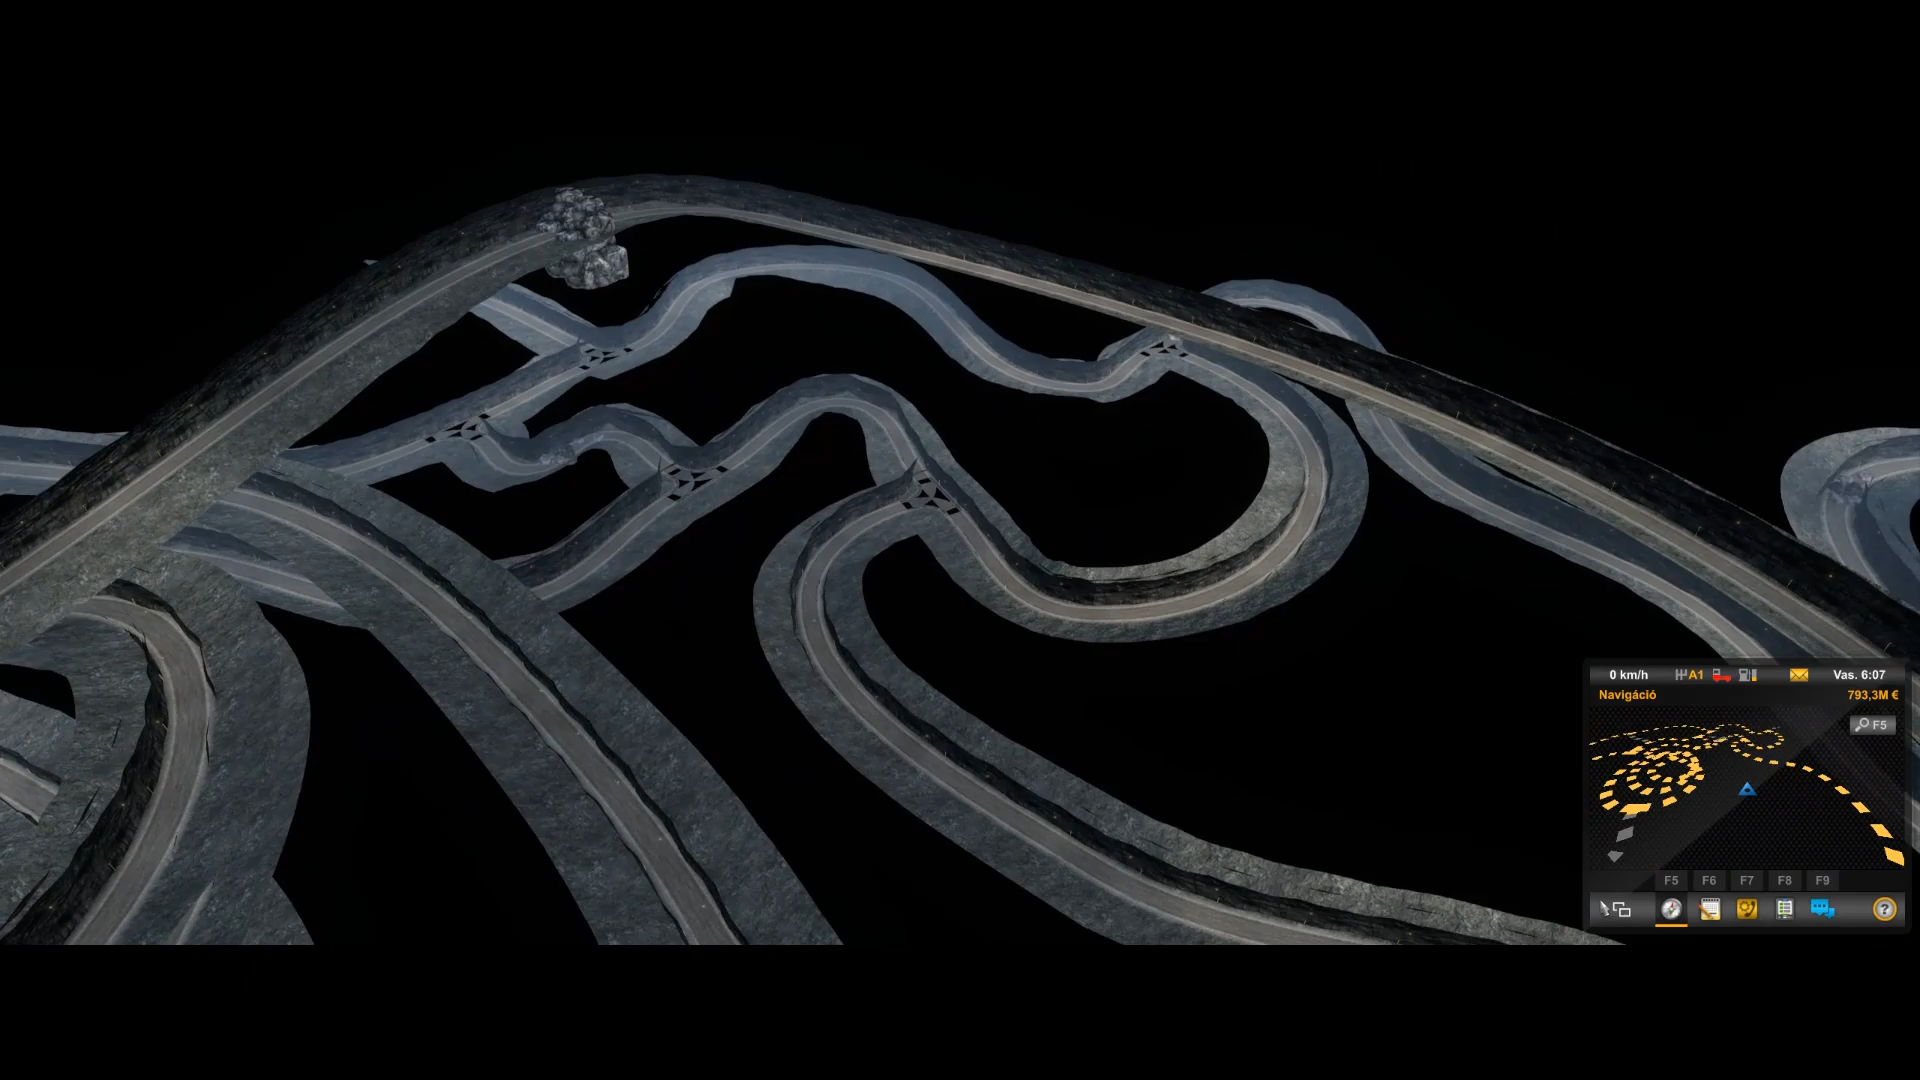 0 km/h A1 Vas. 6:07
Navigáció 793,3M €
F5
F5 F6 F7 F8 F9
?